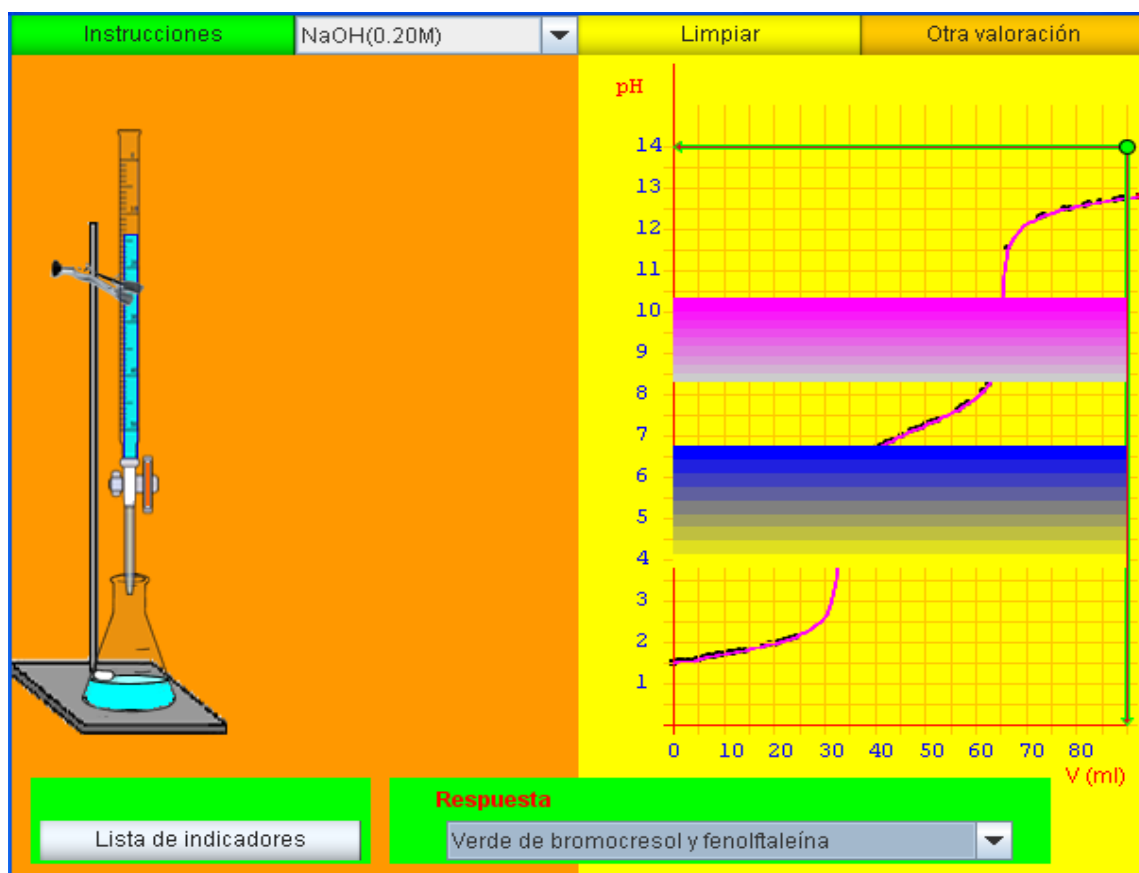 Instrucciones
NaOH(0.20M)
Limpiar
Otra valoración
pH
14
13
12
11
10
9
8
7
6
5
4
3
2
1
0 10 20 30 40 50 60 70 80
V (ml)
Respuesta
Lista de indicadores
Verde de bromocresol y fenolftaleína